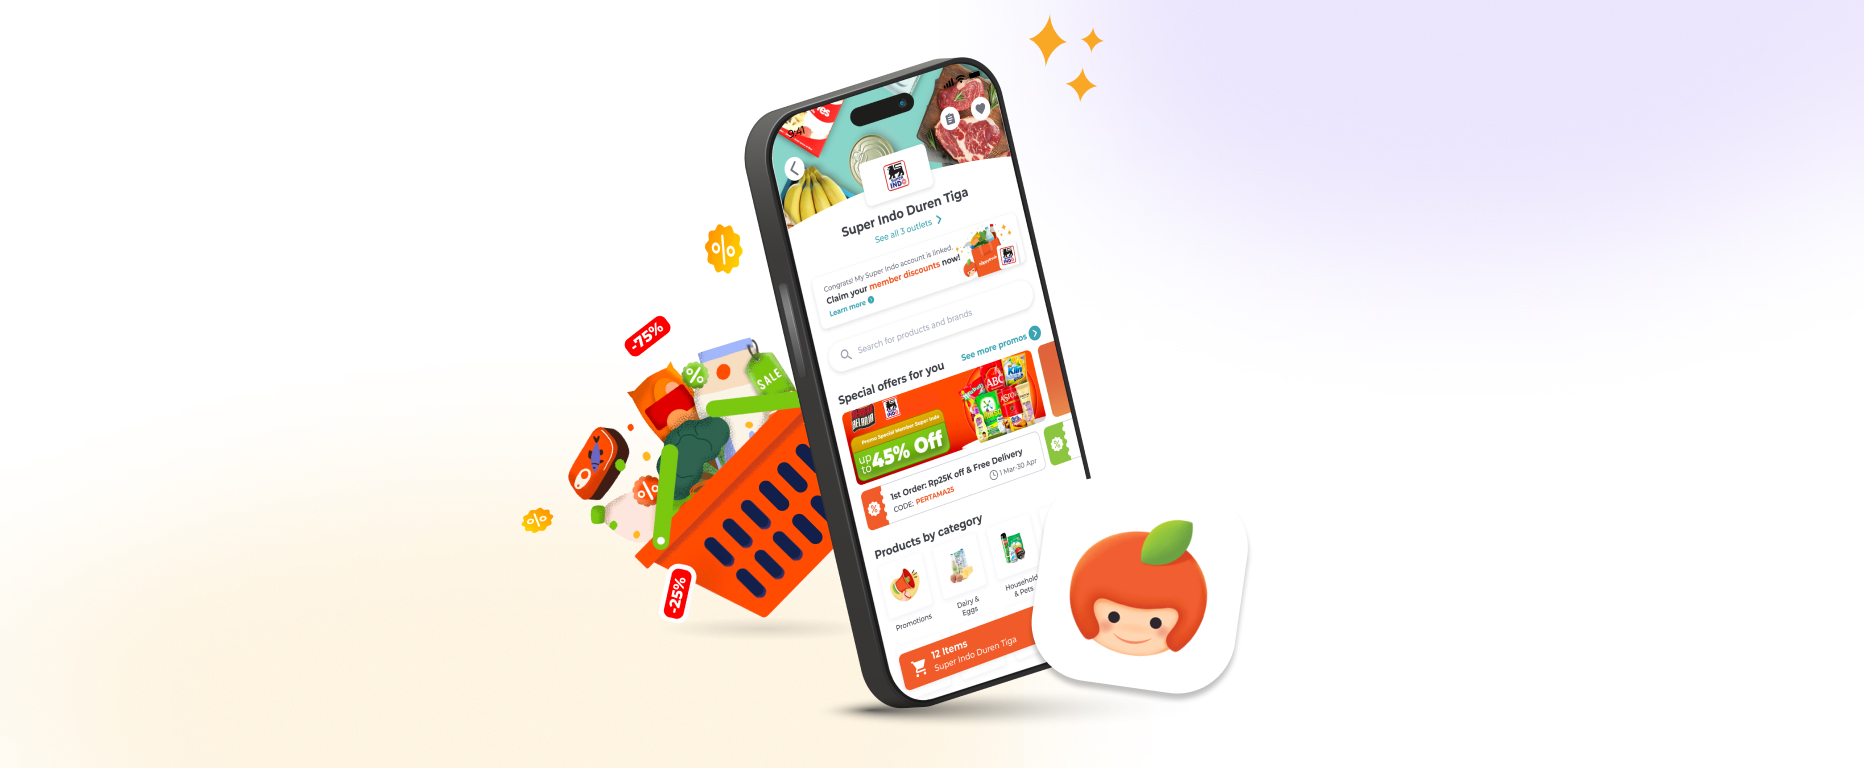 9:41
INDO
Super Indo Duren Tiga
See all 3 outlets
Congrats! My Super Indo account is linked.
Claim your member discounts now!
Learn more
Search for products and brands
Special offers for you
See more promos
Promo Special Member Super Indo
up to 45% Off
ABC
1st Order: Rp25K off & Free Delivery
CODE: PERTAMA25
1 Mar-30 Apr
Products by category
Promotions
Dairy &
Eggs
Household
& Pets
12 Items
Super Indo Duren Tiga
%
-75%
%
SALE
%
%
-25%